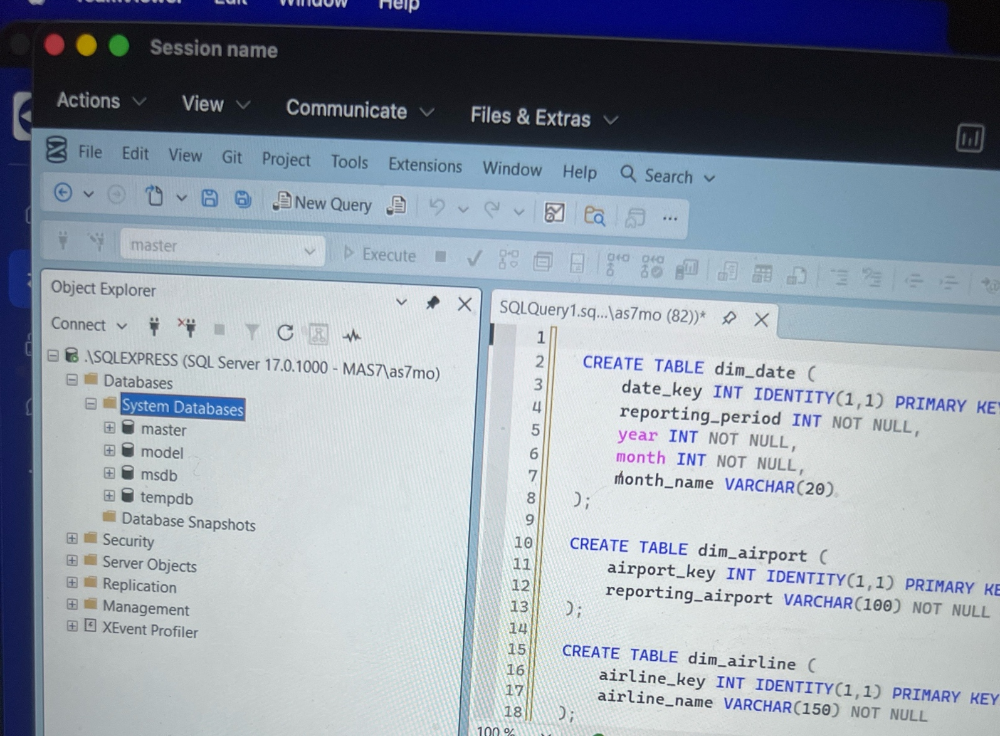 Window Help
Session name
Actions View Communicate Files & Extras
File Edit View Git Project Tools Extensions Window Help Search
New Query
master Execute
Object Explorer
Connect
.\SQLEXPRESS (SQL Server 17.0.1000 - MAS7\as7mo)
Databases
System Databases
master
model
msdb
tempdb
Database Snapshots
Security
Server Objects
Replication
Management
XEvent Profiler
SQLQuery1.sq...\as7mo (82))*
1
2 CREATE TABLE dim_date (
3 date_key INT IDENTITY(1,1) PRIMARY KEY
4 reporting_period INT NOT NULL,
5 year INT NOT NULL,
6 month INT NOT NULL,
7 month_name VARCHAR(20)
8 );
9
10 CREATE TABLE dim_airport (
11 airport_key INT IDENTITY(1,1) PRIMARY KE
12 reporting_airport VARCHAR(100) NOT NULL
13 );
14
15 CREATE TABLE dim_airline (
16 airline_key INT IDENTITY(1,1) PRIMARY KEY
17 airline_name VARCHAR(150) NOT NULL
18 );
100 %